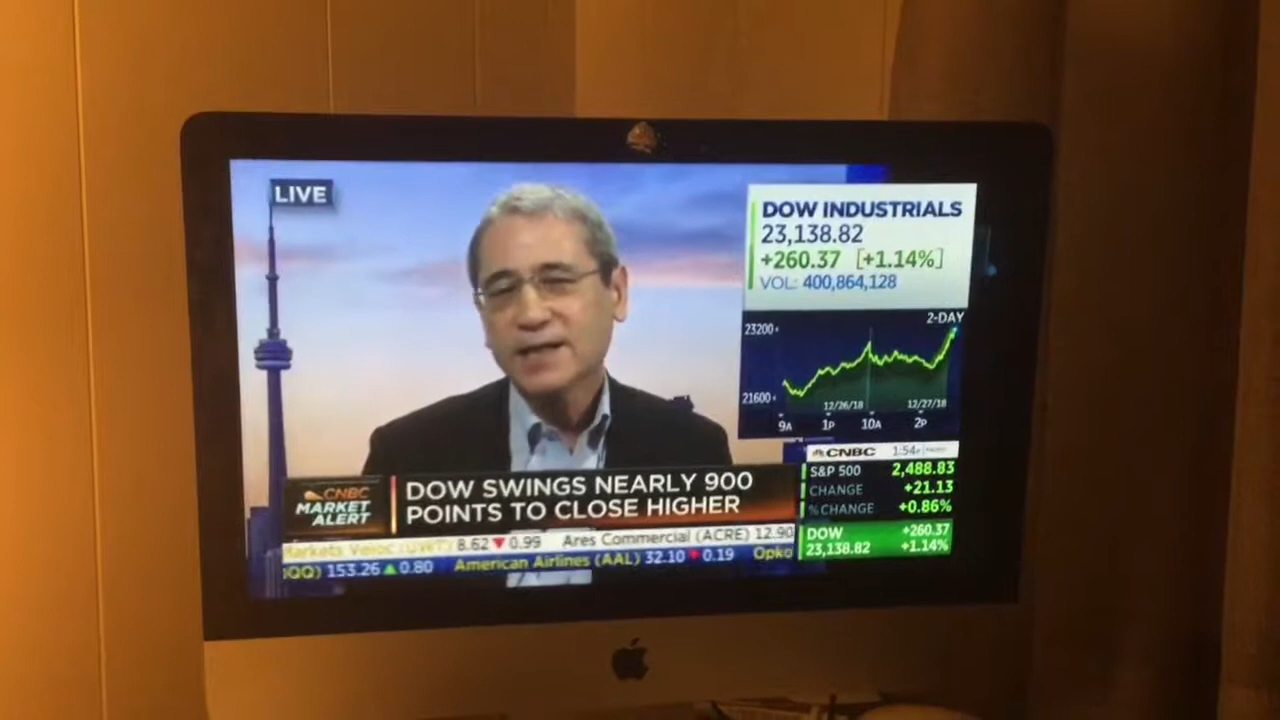 LIVE
DOW INDUSTRIALS
23,138.82
+260.37 [+1.14%]
VOL: 400,864,128
2-DAY
23200
21600
12/26/18 12/27/18
9A 1P 10A 2P
CNBC 1:54P
S&P 500 2,488.83
CHANGE +21.13
%CHANGE +0.86%
DOW +260.37
23,138.82 +1.14%
CNBC
MARKET
ALERT
DOW SWINGS NEARLY 900
POINTS TO CLOSE HIGHER
8.62 ▼ 0.99 Ares Commercial (ACRE) 12.90
QQ) 153.26 ▲ 0.80 American Airlines (AAL) 32.10 ▼ 0.19 Opko